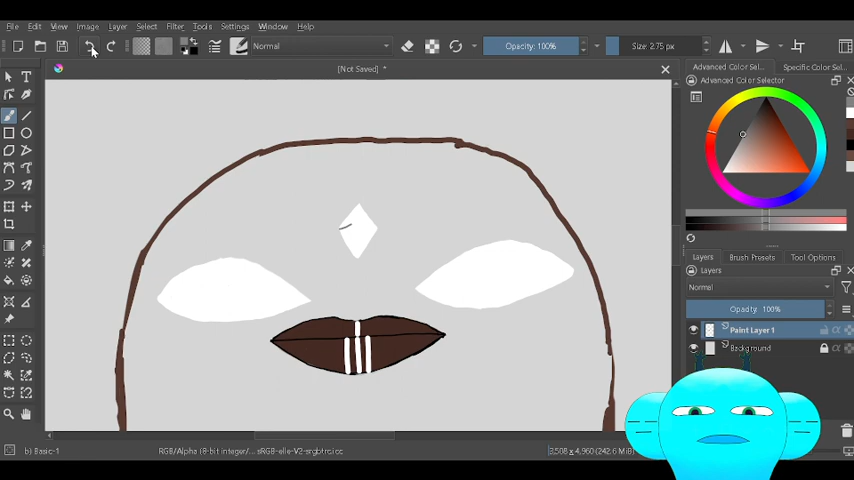 File Edit View Image Layer Select Filter Tools Settings Window Help
Normal Opacity: 100% Size: 2.75 px
[Not Saved] *
Advanced Color Sel... Specific Color Sel...
Advanced Color Selector
Layers Brush Presets Tool Options
Layers
Normal
Opacity: 100%
Paint Layer 1
Background
b) Basic-1 RGB/Alpha (8-bit integer/... sRGB-elle-V2-srgbtrc.icc 3,508 x 4,960 (242.6 MiB)